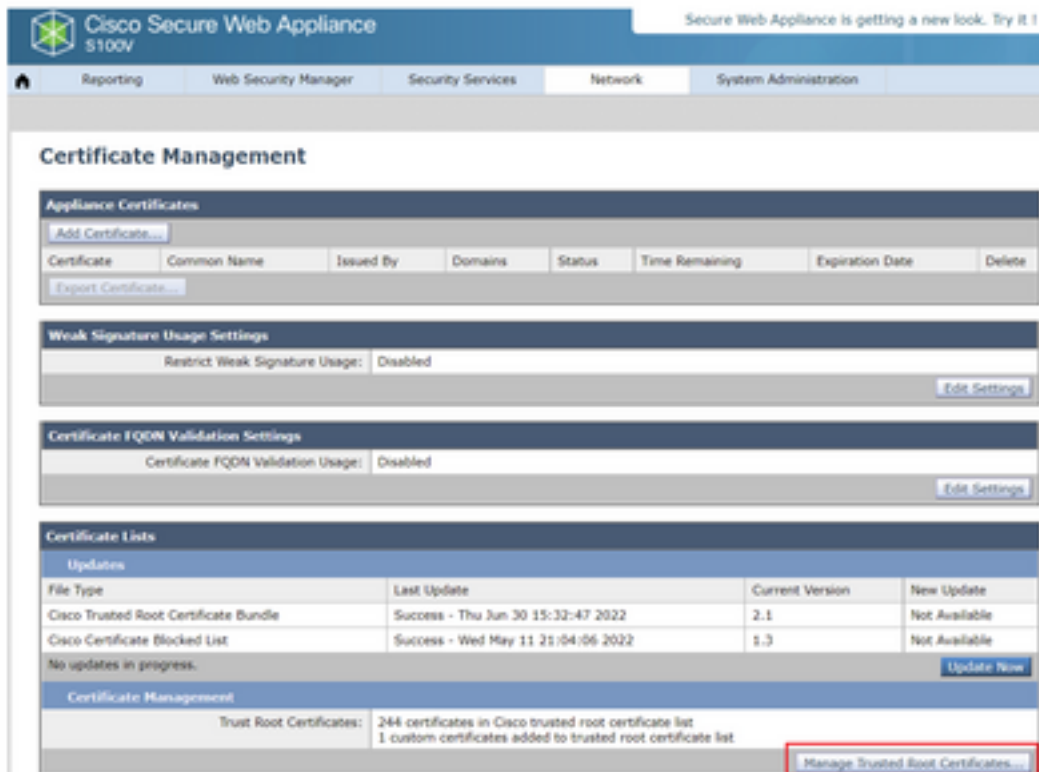 Cisco Secure Web Appliance
S100V
Secure Web Appliance is getting a new look. Try it !
Reporting Web Security Manager Security Services Network System Administration
Certificate Management
Appliance Certificates
Add Certificate...
Certificate Common Name Issued By Domains Status Time Remaining Expiration Date Delete
Export Certificate...
Weak Signature Usage Settings
Restrict Weak Signature Usage: Disabled
Edit Settings
Certificate FQDN Validation Settings
Certificate FQDN Validation Usage: Disabled
Edit Settings
Certificate Lists
Updates
File Type Last Update Current Version New Update
Cisco Trusted Root Certificate Bundle Success - Thu Jun 30 15:32:47 2022 2.1 Not Available
Cisco Certificate Blocked List Success - Wed May 11 21:04:06 2022 1.3 Not Available
No updates in progress. Update Now
Certificate Management
Trust Root Certificates: 244 certificates in Cisco trusted root certificate list
1 custom certificates added to trusted root certificate list
Manage Trusted Root Certificates...